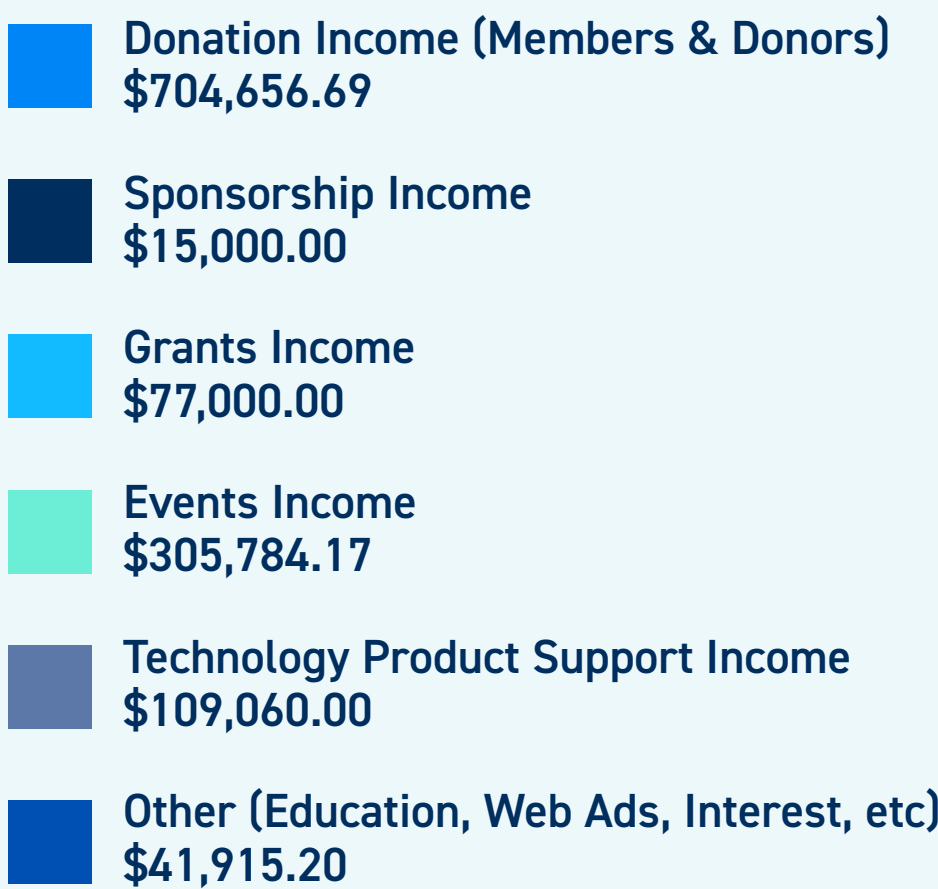 Donation Income (Members & Donors)
$704,656.69
Sponsorship Income
$15,000.00
Grants Income
$77,000.00
Events Income
$305,784.17
Technology Product Support Income
$109,060.00
Other (Education, Web Ads, Interest, etc)
$41,915.20